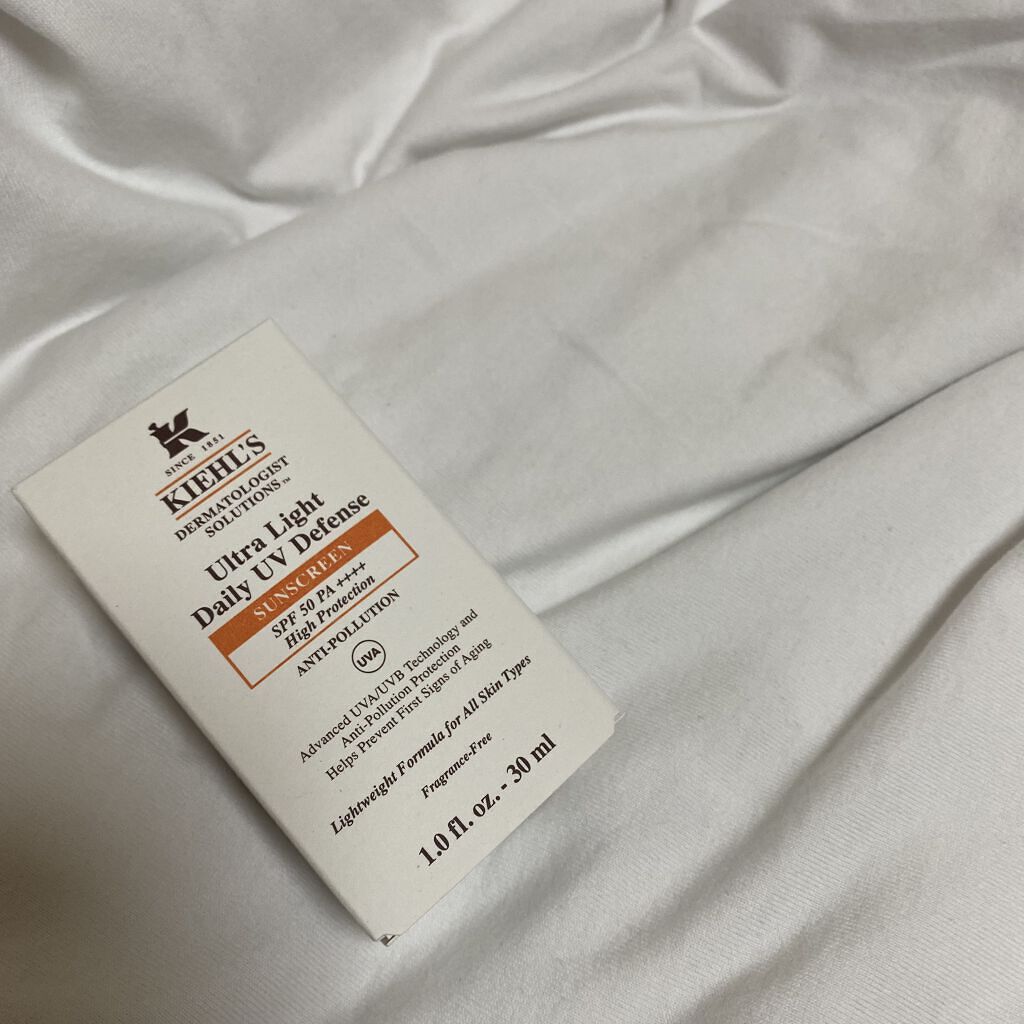 SINCE 1851
KIEHL'S
DERMATOLOGIST
SOLUTIONS™
Ultra Light
Daily UV Defense
SUNSCREEN
SPF 50 PA ++++
High Protection
ANTI-POLLUTION
UVA
Advanced UVA/UVB Technology and
Anti-Pollution Protection
Helps Prevent First Signs of Aging
Lightweight Formula for All Skin Types
Fragrance-Free
1.0 fl. oz. - 30 ml